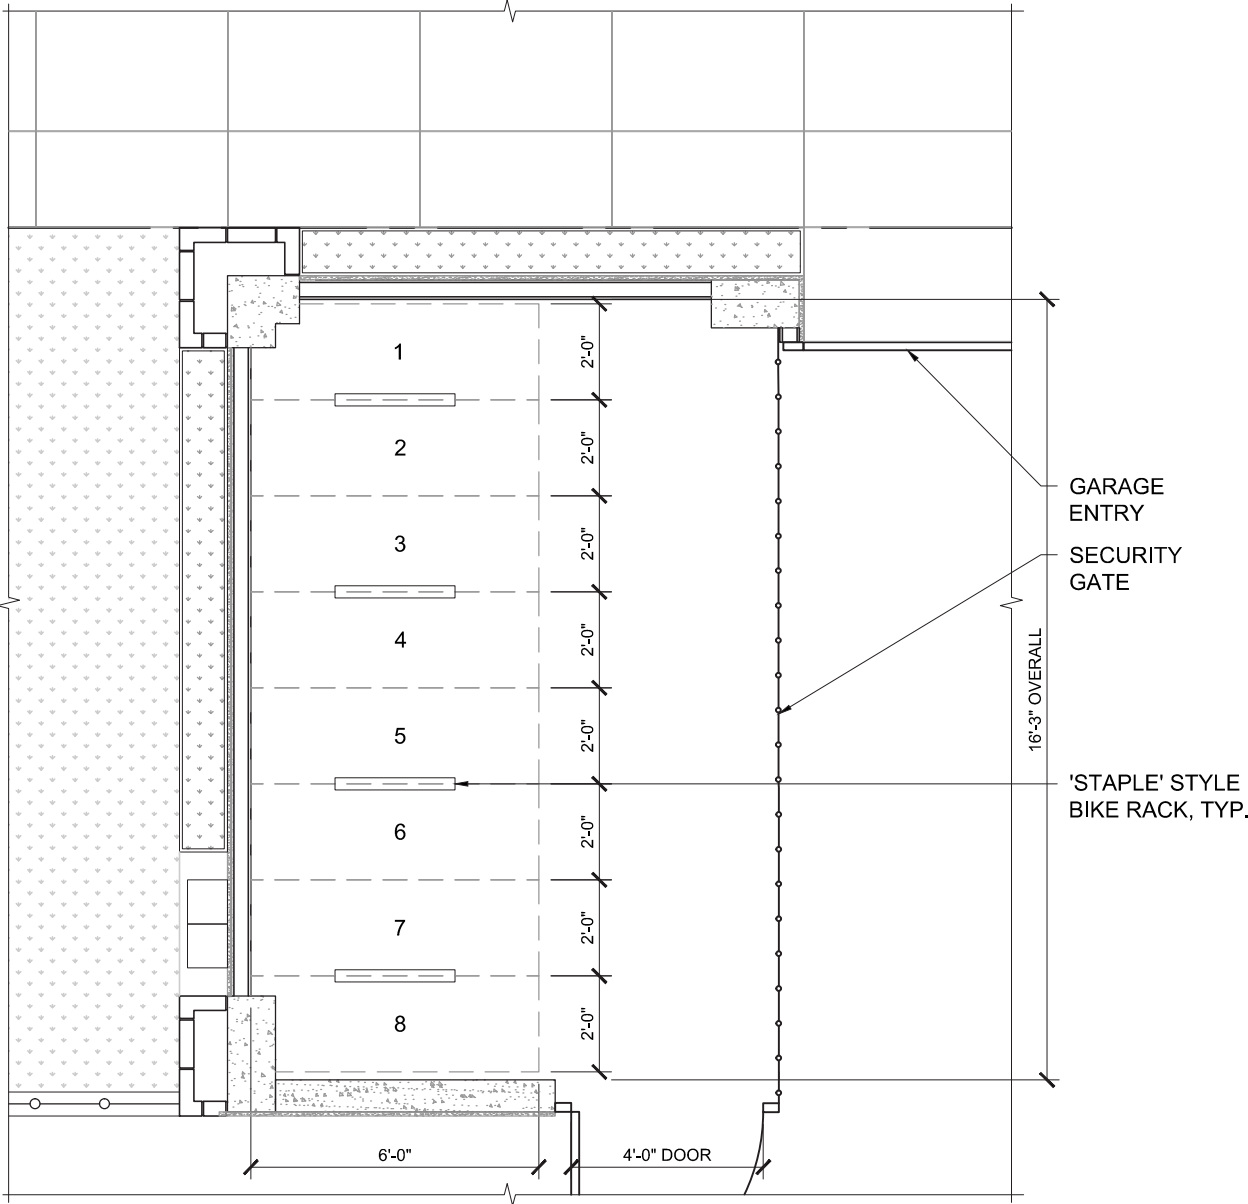 1
2'-0"
2
2'-0"
GARAGE
ENTRY
3
2'-0"
SECURITY
GATE
4
2'-0"
16'-3" OVERALL
5
2'-0"
'STAPLE' STYLE
BIKE RACK, TYP.
6
2'-0"
7
2'-0"
8
2'-0"
6'-0"
4'-0" DOOR